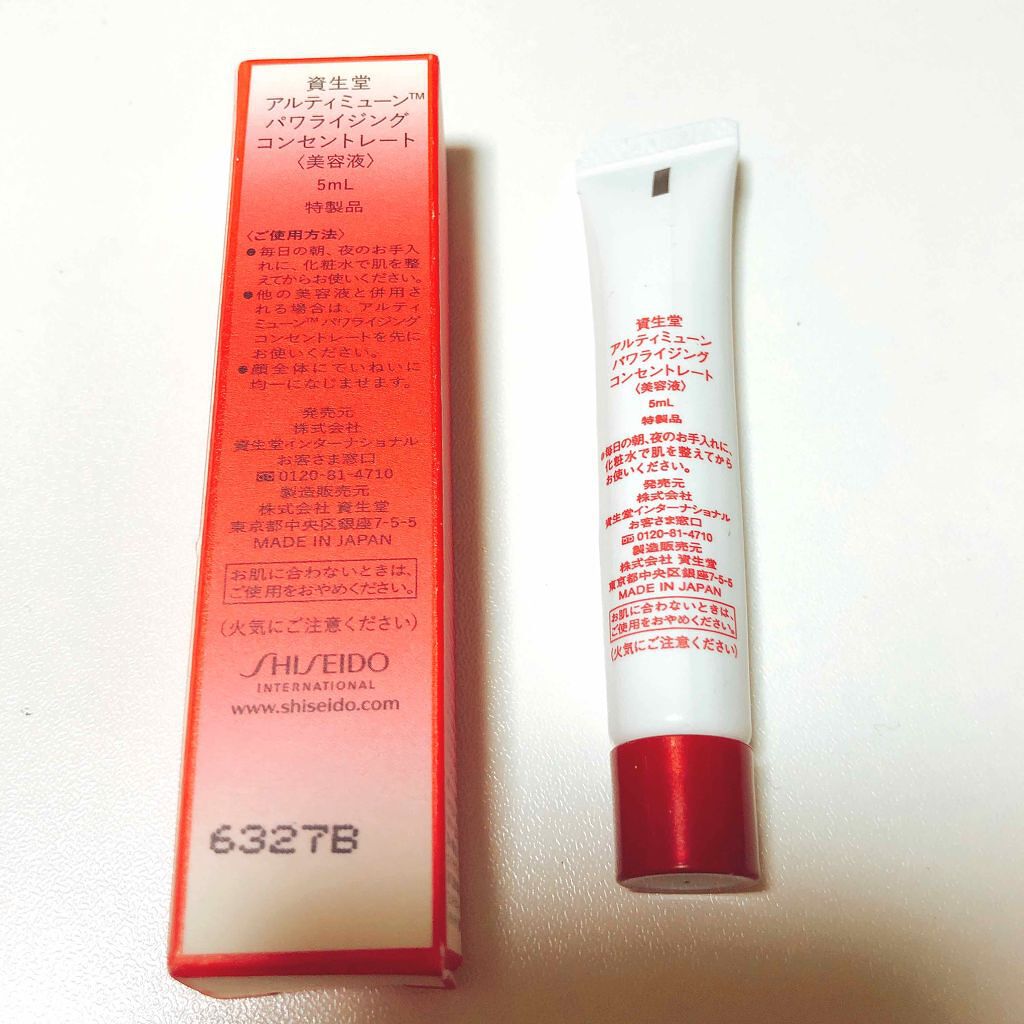 資生堂
アルティミューン™
パワライジング
コンセントレート
〈美容液〉
5mL
特製品
〈ご使用方法〉
●毎日の朝、夜のお手入
れに、化粧水で肌を整
えてからお使いください。
●他の美容液と併用さ
れる場合は、アルティ
ミューン™パワライジング
コンセントレートを先に
お使いください。
●顔全体にていねいに
均一になじませます。
発売元
株式会社
資生堂インターナショナル
お客さま窓口
0120-81-4710
製造販売元
株式会社 資生堂
東京都中央区銀座7-5-5
MADE IN JAPAN
お肌に合わないときは、
ご使用をおやめください。
(火気にご注意ください)
SHISEIDO
INTERNATIONAL
www.shiseido.com
6327B
資生堂
アルティミューン
パワライジング
コンセントレート
〈美容液〉
5mL
特製品
●毎日の朝、夜のお手入れに、
化粧水で肌を整えてから
お使いください。
発売元
株式会社
資生堂インターナショナル
お客さま窓口
0120-81-4710
製造販売元
株式会社 資生堂
東京都中央区銀座7-5-5
MADE IN JAPAN
お肌に合わないときは、
ご使用をおやめください。
(火気にご注意ください)